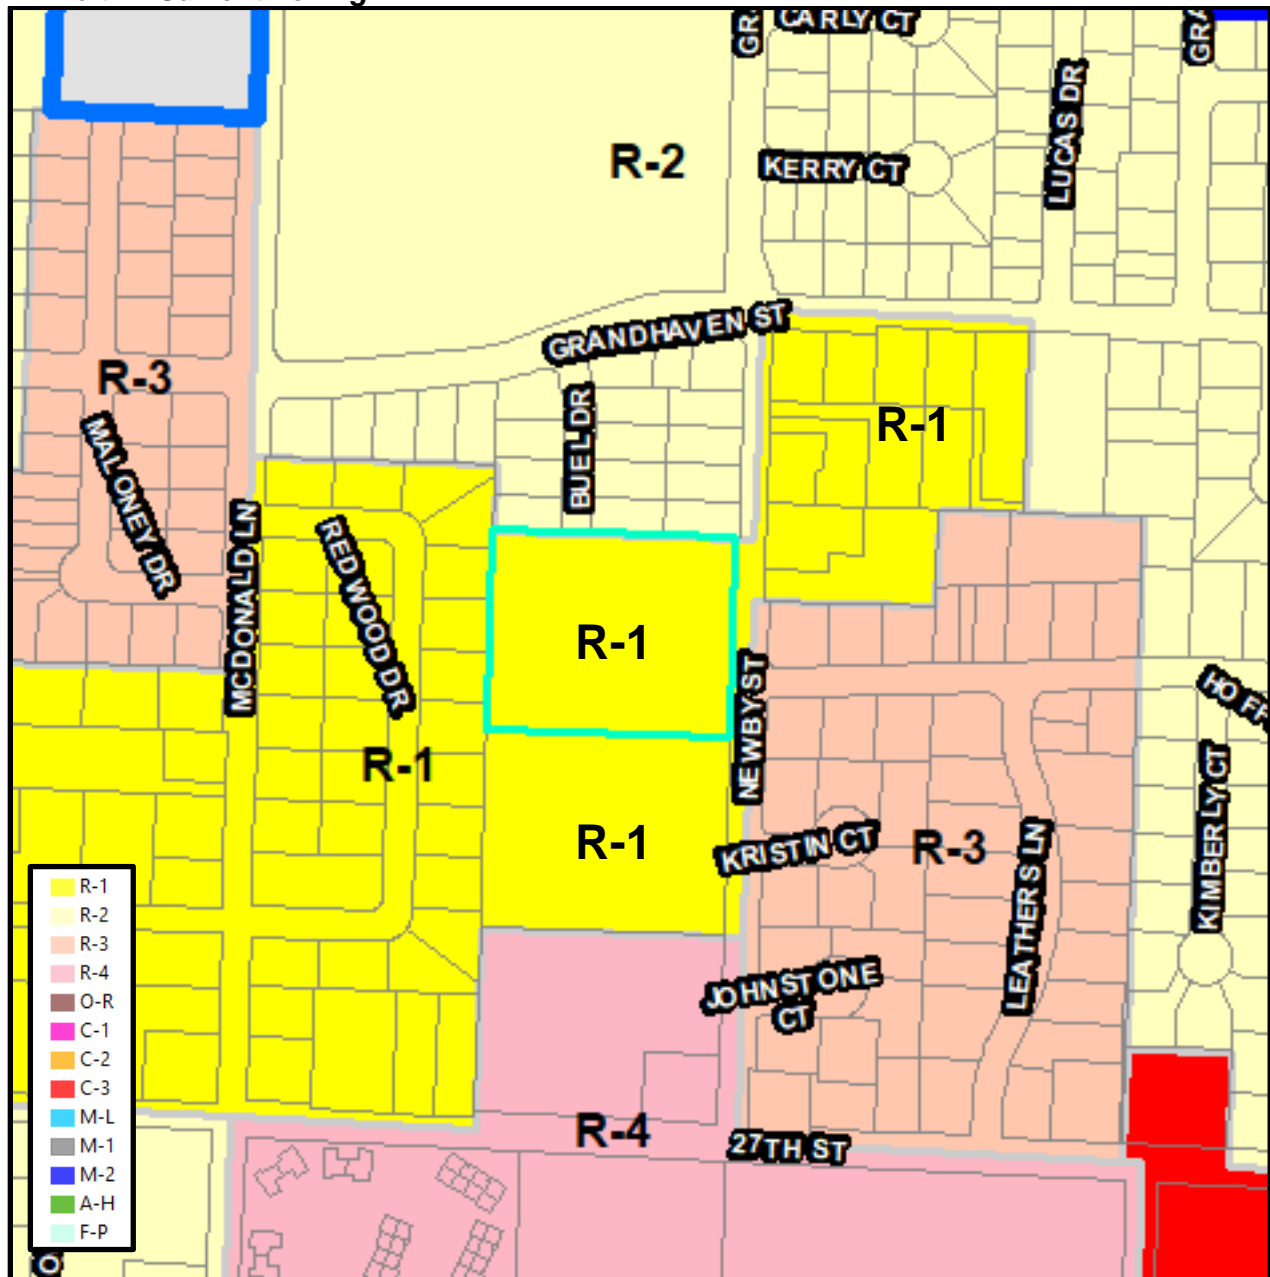 CARLY CT
R-2
KERRY CT
LUCAS DR
GRANDHAVEN ST
R-3
MALONEY DR
BUEL DR
R-1
MCDONALD LN
REDWOOD DR
R-1
NEWBY ST
R-1
R-1
KRISTIN CT
R-3
LEATHERS LN
KIMBERLY CT
JOHNSTONE
CT
R-4
27TH ST
R-1
R-2
R-3
R-4
O-R
C-1
C-2
C-3
M-L
M-1
M-2
A-H
F-P